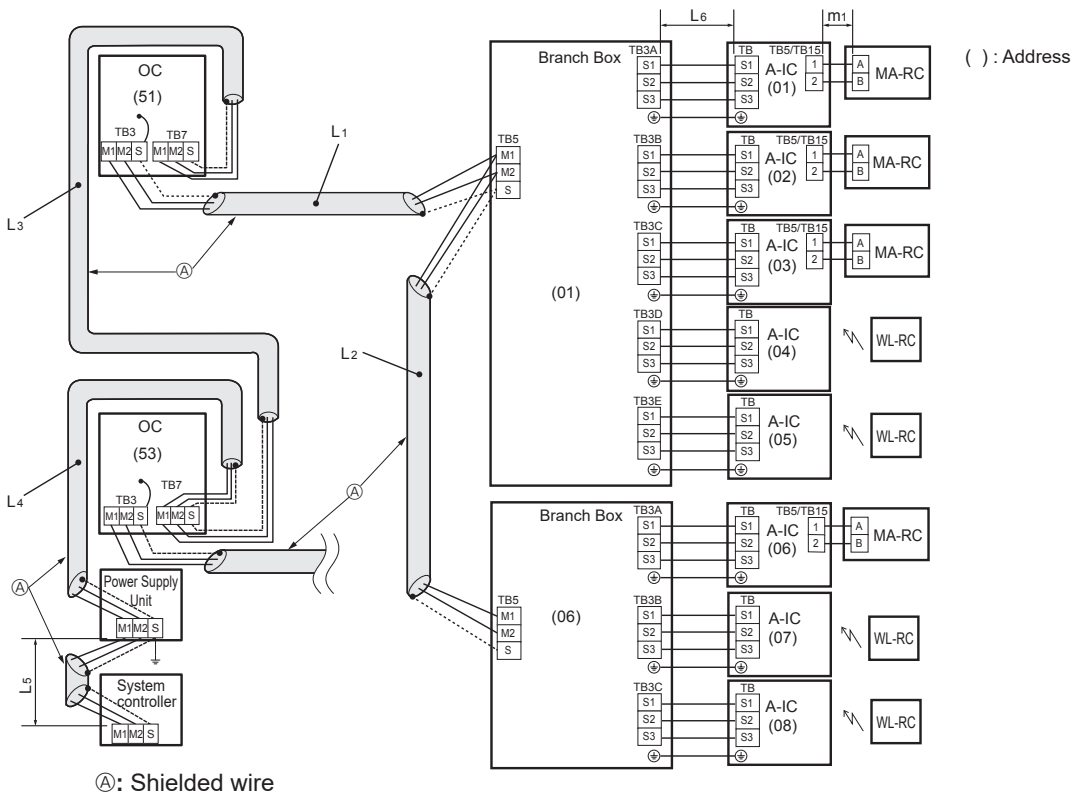 L3
OC
(51)
TB3
TB7
M1 M2 S
M1 M2 S
L1
Ⓐ
L2
Ⓐ
OC
(53)
TB3
TB7
M1 M2 S
M1 M2 S
L4
Ⓐ
Power Supply
Unit
M1 M2 S
L5
System
controller
M1 M2 S
Ⓐ: Shielded wire
L6
m1
( ) : Address
Branch Box
(01)
TB5
M1
M2
S
TB3A
S1
S2
S3
TB
S1
S2
S3
A-IC
(01)
TB5/TB15
1
2
A
B
MA-RC
TB3B
S1
S2
S3
TB
S1
S2
S3
A-IC
(02)
TB5/TB15
1
2
A
B
MA-RC
TB3C
S1
S2
S3
TB
S1
S2
S3
A-IC
(03)
TB5/TB15
1
2
A
B
MA-RC
TB3D
S1
S2
S3
TB
S1
S2
S3
A-IC
(04)
WL-RC
TB3E
S1
S2
S3
TB
S1
S2
S3
A-IC
(05)
WL-RC
Branch Box
(06)
TB5
M1
M2
S
TB3A
S1
S2
S3
TB
S1
S2
S3
A-IC
(06)
TB5/TB15
1
2
A
B
MA-RC
TB3B
S1
S2
S3
TB
S1
S2
S3
A-IC
(07)
WL-RC
TB3C
S1
S2
S3
TB
S1
S2
S3
A-IC
(08)
WL-RC